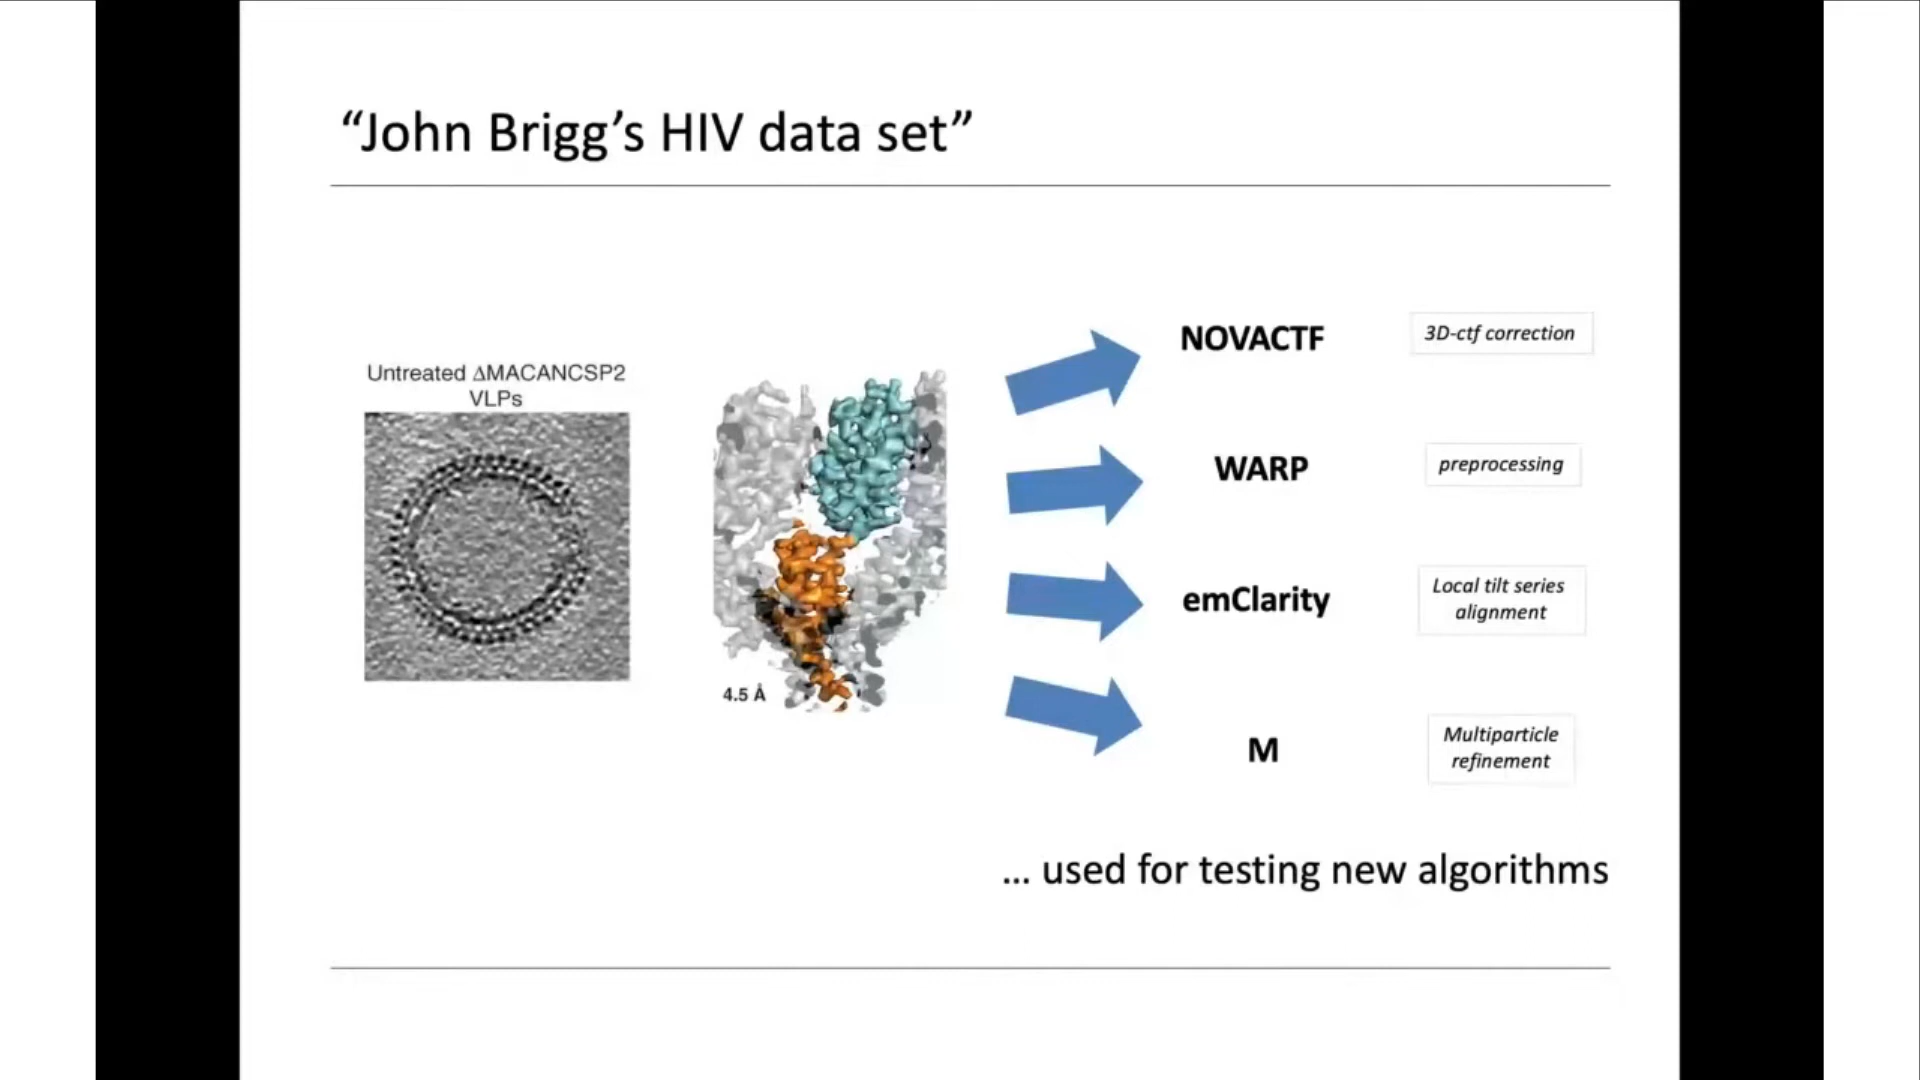 “John Brigg’s HIV data set”
Untreated ΔMACANCSP2
VLPs
4.5 Å
NOVACTF
3D-ctf correction
WARP
preprocessing
emClarity
Local tilt series
alignment
M
Multiparticle
refinement
... used for testing new algorithms